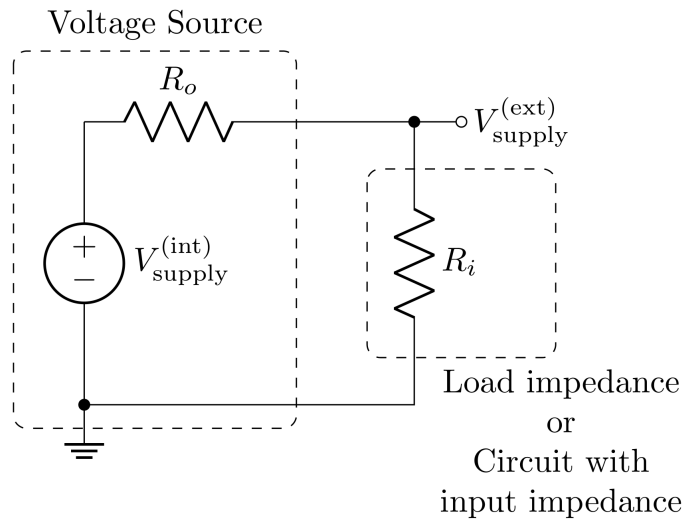 Voltage Source
R_o
V_supply^(ext)
+
−
V_supply^(int)
R_i
Load impedance
or
Circuit with
input impedance